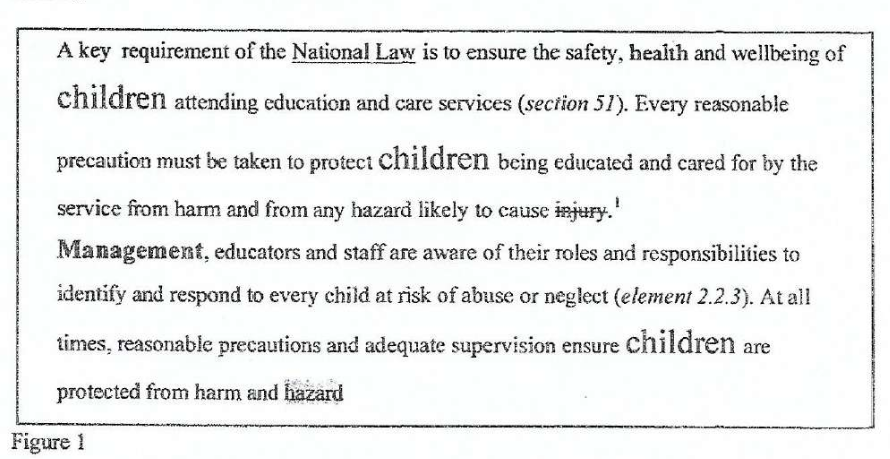 A key requirement of the National Law is to ensure the safety, health and wellbeing of
children attending education and care services (section 51). Every reasonable
precaution must be taken to protect children being educated and cared for by the
service from harm and from any hazard likely to cause injury.¹
Management, educators and staff are aware of their roles and responsibilities to
identify and respond to every child at risk of abuse or neglect (element 2.2.3). At all
times, reasonable precautions and adequate supervision ensure children are
protected from harm and hazard
Figure 1